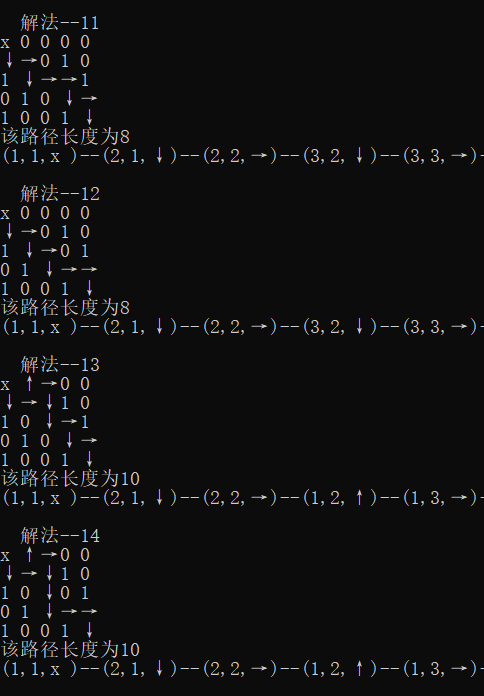 解法--11
x 0 0 0 0
↓→0 1 0
1 ↓→→1
0 1 0 ↓→
1 0 0 1 ↓
该路径长度为8
(1,1,x )--(2,1,↓)--(2,2,→)--(3,2,↓)--(3,3,→)-
解法--12
x 0 0 0 0
↓→0 1 0
1 ↓→0 1
0 1 ↓→→
1 0 0 1 ↓
该路径长度为8
(1,1,x )--(2,1,↓)--(2,2,→)--(3,2,↓)--(3,3,→)-
解法--13
x ↑→0 0
↓→↓1 0
1 0 ↓→1
0 1 0 ↓→
1 0 0 1 ↓
该路径长度为10
(1,1,x )--(2,1,↓)--(2,2,→)--(1,2,↑)--(1,3,→)-
解法--14
x ↑→0 0
↓→↓1 0
1 0 ↓0 1
0 1 ↓→→
1 0 0 1 ↓
该路径长度为10
(1,1,x )--(2,1,↓)--(2,2,→)--(1,2,↑)--(1,3,→)-